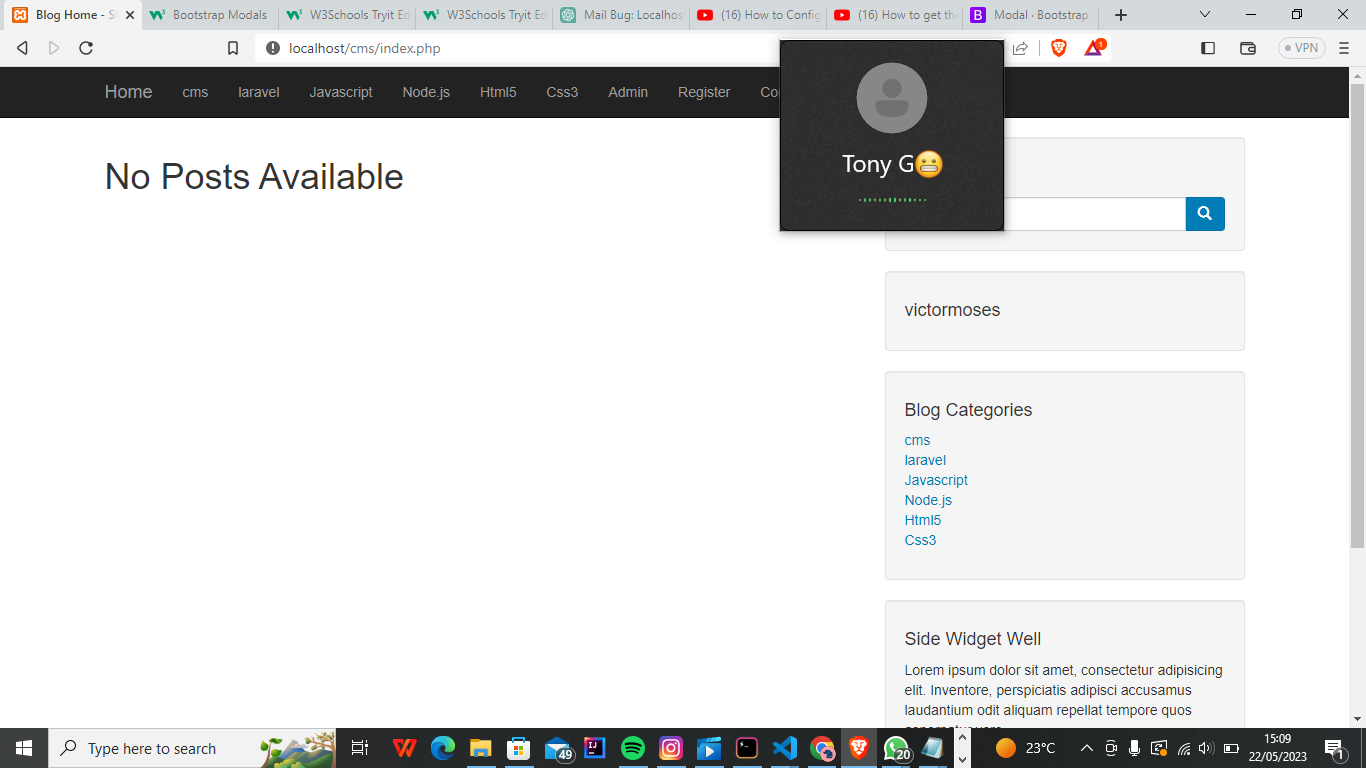 Blog Home - St
Bootstrap Modals
W3Schools Tryit Ed
W3Schools Tryit Ed
Mail Bug: Localhos
(16) How to Config
(16) How to get the
Modal · Bootstrap
localhost/cms/index.php
1
VPN
Home cms laravel Javascript Node.js Html5 Css3 Admin Register Co
Tony G😬
No Posts Available
victormoses
Blog Categories
cms
laravel
Javascript
Node.js
Html5
Css3
Side Widget Well
Lorem ipsum dolor sit amet, consectetur adipisicing
elit. Inventore, perspiciatis adipisci accusamus
laudantium odit aliquam repellat tempore quos
Type here to search
49
20
23°C
15:09
22/05/2023
1